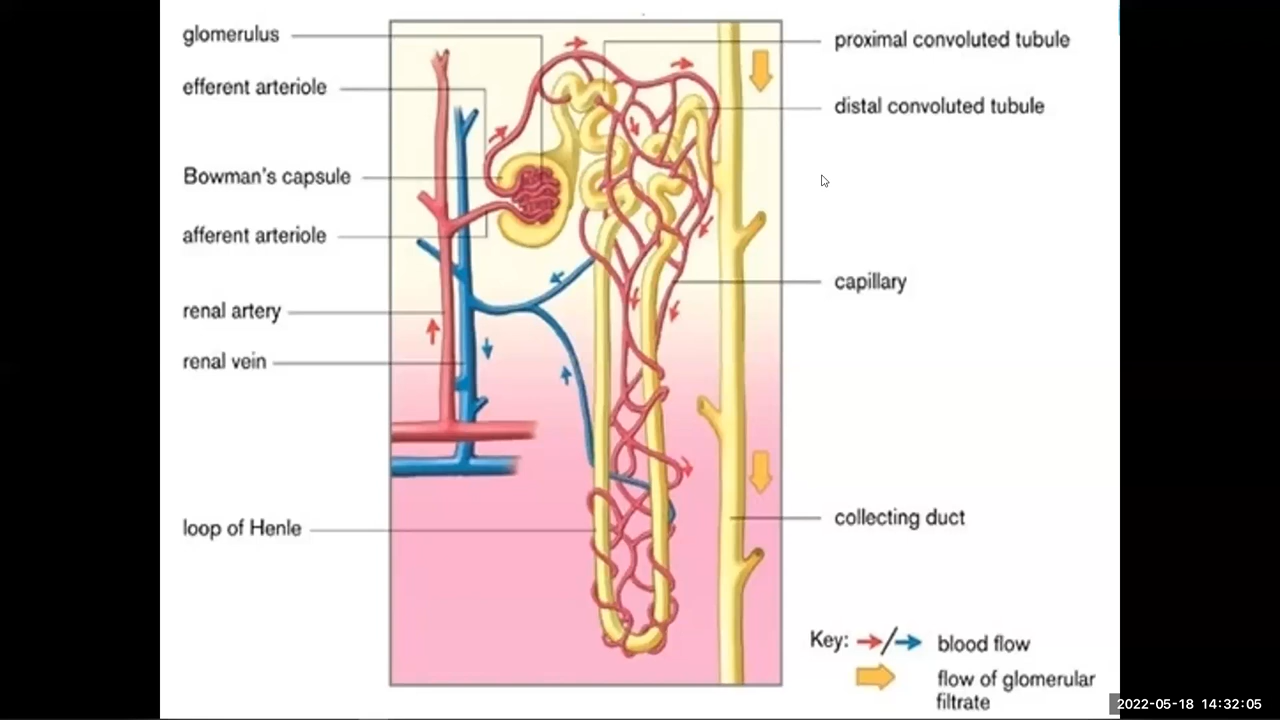 glomerulus
efferent arteriole
Bowman's capsule
afferent arteriole
renal artery
renal vein
loop of Henle
proximal convoluted tubule
distal convoluted tubule
capillary
collecting duct
Key: blood flow
flow of glomerular
filtrate
2022-05-18 14:32:05